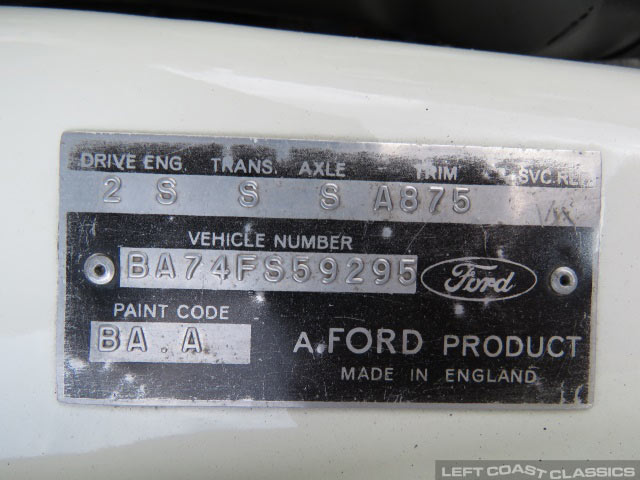 DRIVE ENG. TRANS. AXLE TRIM SVC. REF.
2 S S S A875
VEHICLE NUMBER
BA74FS59295
Ford
PAINT CODE
BA.A
A FORD PRODUCT
MADE IN ENGLAND
LEFT COAST CLASSICS